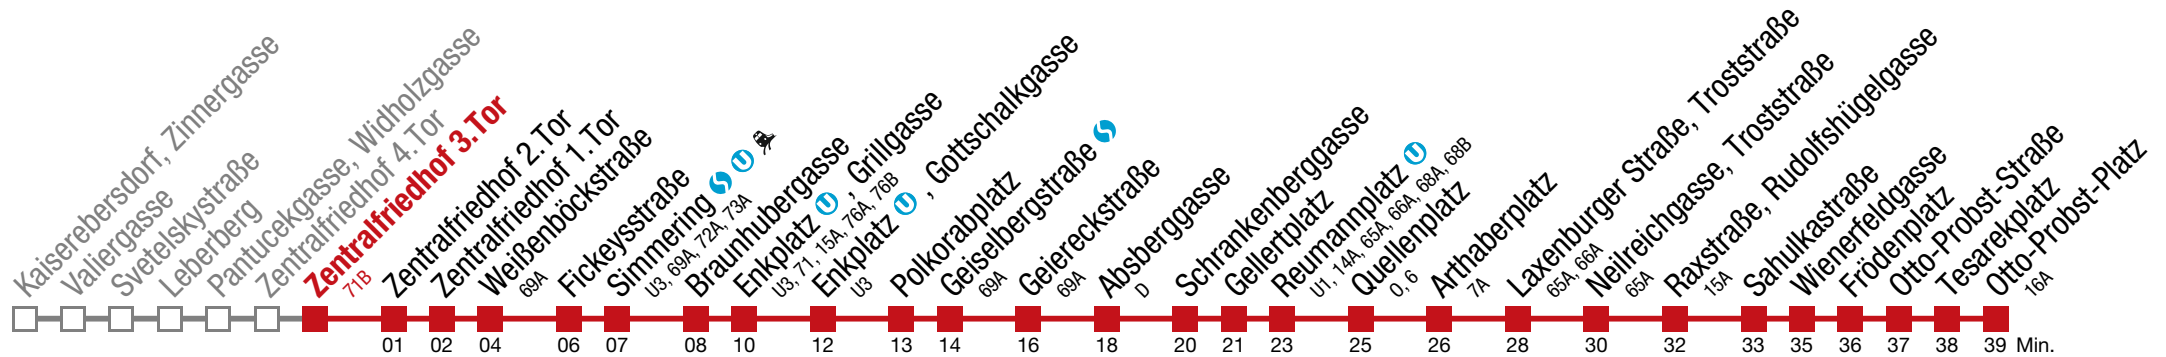 Kaiserebersdorf, Zinnergasse
Valiergasse
Svetelskystraße
Leberberg
Pantucekgasse, Widholzgasse
Zentralfriedhof 4.Tor
Zentralfriedhof 3.Tor
71B
Zentralfriedhof 2.Tor
Zentralfriedhof 1.Tor
Weißenböckstraße
69A
Fickeysstraße
Simmering
U3, 69A, 72A, 73A
Braunhubergasse
Enkplatz U, Grillgasse
U3, 71, 15A, 76A, 76B
Enkplatz U, Gottschalkgasse
U3
Polkorabplatz
Geiselbergstraße
69A
Geiereckstraße
69A
Absberggasse
D
Schrankenberggasse
Gellertplatz
Reumannplatz U
U1, 14A, 65A, 66A, 68A, 68B
Quellenplatz
O, 6
Arthaberplatz
7A
Laxenburger Straße, Troststraße
65A, 66A
Neilreichgasse, Troststraße
65A
Raxstraße, Rudolfshügelgasse
15A
Sahulkastraße
Wienerfeldgasse
Frödenplatz
Otto-Probst-Straße
Tesarekplatz
Otto-Probst-Platz
16A
01 02 04 06 07 08 10 12 13 14 16 18 20 21 23 25 26 28 30 32 33 35 36 37 38 39 Min.